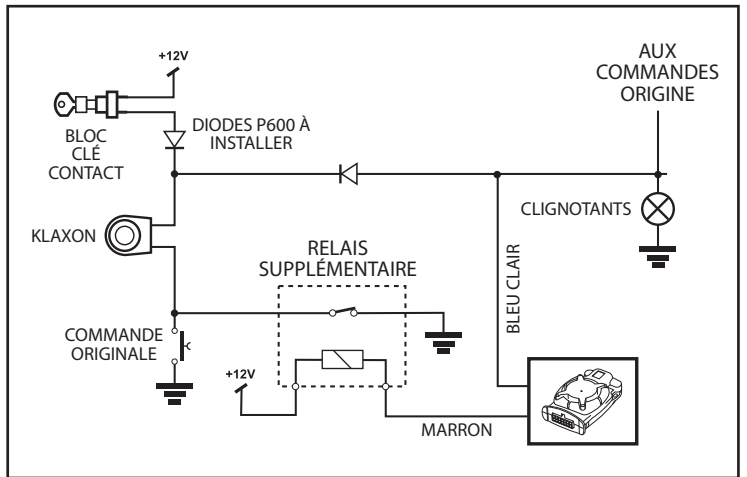 +12V
BLOC
CLÉ
CONTACT
DIODES P600 À
INSTALLER
AUX
COMMANDES
ORIGINE
CLIGNOTANTS
KLAXON
RELAIS
SUPPLÉMENTAIRE
BLEU CLAIR
COMMANDE
ORIGINALE
+12V
MARRON